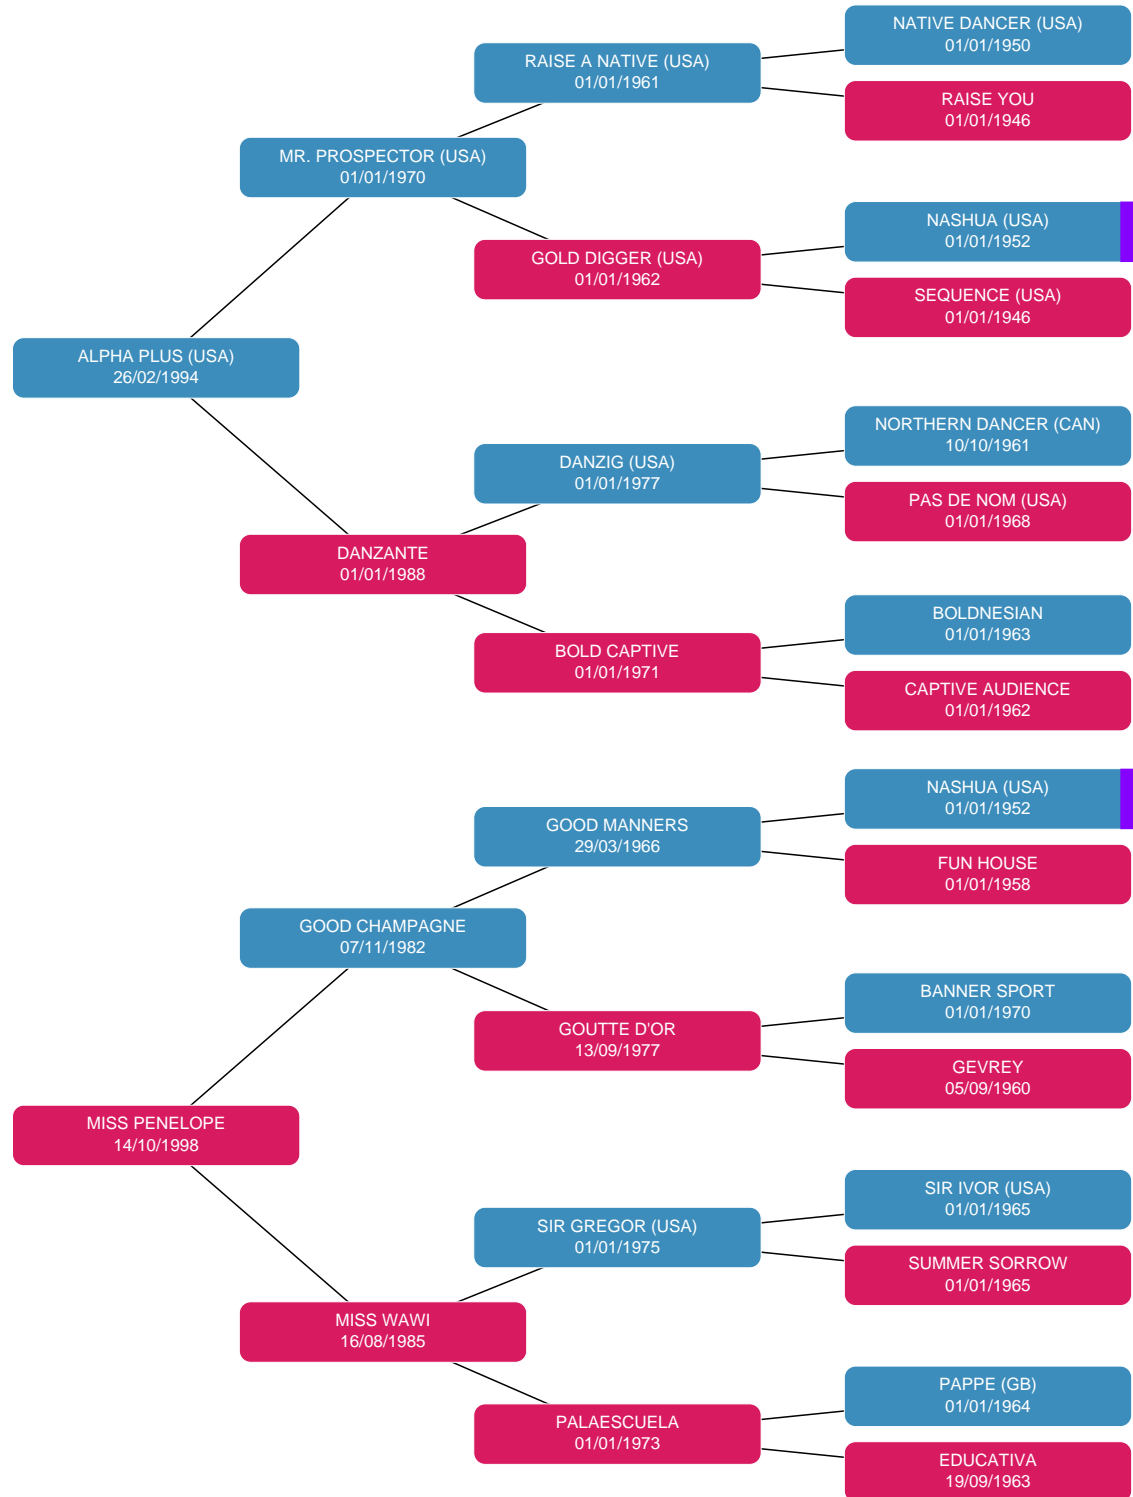 NATIVE DANCER (USA)
01/01/1950
RAISE A NATIVE (USA)
01/01/1961
RAISE YOU
01/01/1946
MR. PROSPECTOR (USA)
01/01/1970
NASHUA (USA)
01/01/1952
GOLD DIGGER (USA)
01/01/1962
SEQUENCE (USA)
01/01/1946
ALPHA PLUS (USA)
26/02/1994
NORTHERN DANCER (CAN)
10/10/1961
DANZIG (USA)
01/01/1977
PAS DE NOM (USA)
01/01/1968
DANZANTE
01/01/1988
BOLDNESIAN
01/01/1963
BOLD CAPTIVE
01/01/1971
CAPTIVE AUDIENCE
01/01/1962
NASHUA (USA)
01/01/1952
GOOD MANNERS
29/03/1966
FUN HOUSE
01/01/1958
GOOD CHAMPAGNE
07/11/1982
BANNER SPORT
01/01/1970
GOUTTE D'OR
13/09/1977
GEVREY
05/09/1960
MISS PENELOPE
14/10/1998
SIR IVOR (USA)
01/01/1965
SIR GREGOR (USA)
01/01/1975
SUMMER SORROW
01/01/1965
MISS WAWI
16/08/1985
PAPPE (GB)
01/01/1964
PALAESCUELA
01/01/1973
EDUCATIVA
19/09/1963